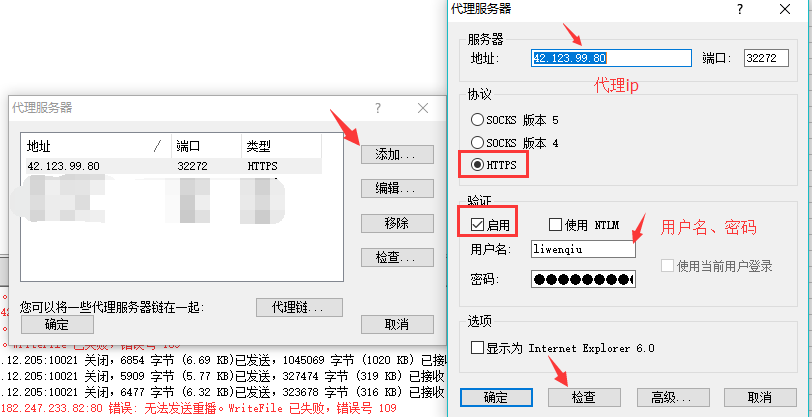 代理服务器
?
地址 / 端口 类型
42.123.99.80 32272 HTTPS
添加...
编辑...
移除
检查...
您可以将一些代理服务器链在一起:
代理链...
确定
取消
WriteFile 已失败，错误号 109
.12.205:10021 关闭，6854 字节 (6.69 KB)已发送，1045069 字节 (1020 KB) 已接收
.12.205:10021 关闭，5909 字节 (5.77 KB)已发送，327474 字节 (319 KB) 已接收
.12.205:10021 关闭，6477 字节 (6.32 KB)已发送，323678 字节 (316 KB) 已接收
182.247.233.82:80 错误: 无法发送重播。WriteFile 已失败，错误号 109
代理服务器
?
服务器
地址: 42.123.99.80 端口: 32272
代理ip
协议
SOCKS 版本 5
SOCKS 版本 4
HTTPS
验证
启用 使用 NTLM
用户名、密码
用户名: liwenqiu
使用当前用户登录
密码:
选项
显示为 Internet Explorer 6.0
确定 检查 高级... 取消